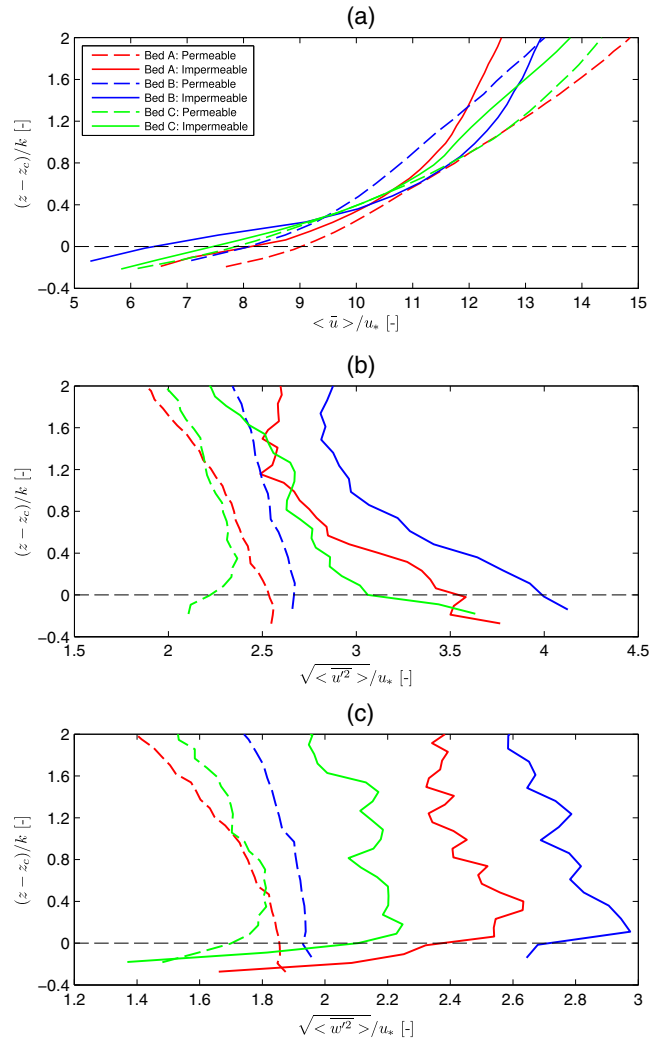 (a)
2
1.6
1.2
0.8
0.4
0
−0.4
(z − z_c)/k [-]
Bed A: Permeable
Bed A: Impermeable
Bed B: Permeable
Bed B: Impermeable
Bed C: Permeable
Bed C: Impermeable
5 6 7 8 9 10 11 12 13 14 15
< ū > /u_* [-]
(b)
2
1.6
1.2
0.8
0.4
0
−0.4
(z − z_c)/k [-]
1.5 2 2.5 3 3.5 4 4.5
√< \overline{u′²} > /u_* [-]
(c)
2
1.6
1.2
0.8
0.4
0
−0.4
(z − z_c)/k [-]
1.2 1.4 1.6 1.8 2 2.2 2.4 2.6 2.8 3
√< \overline{w′²} > /u_* [-]